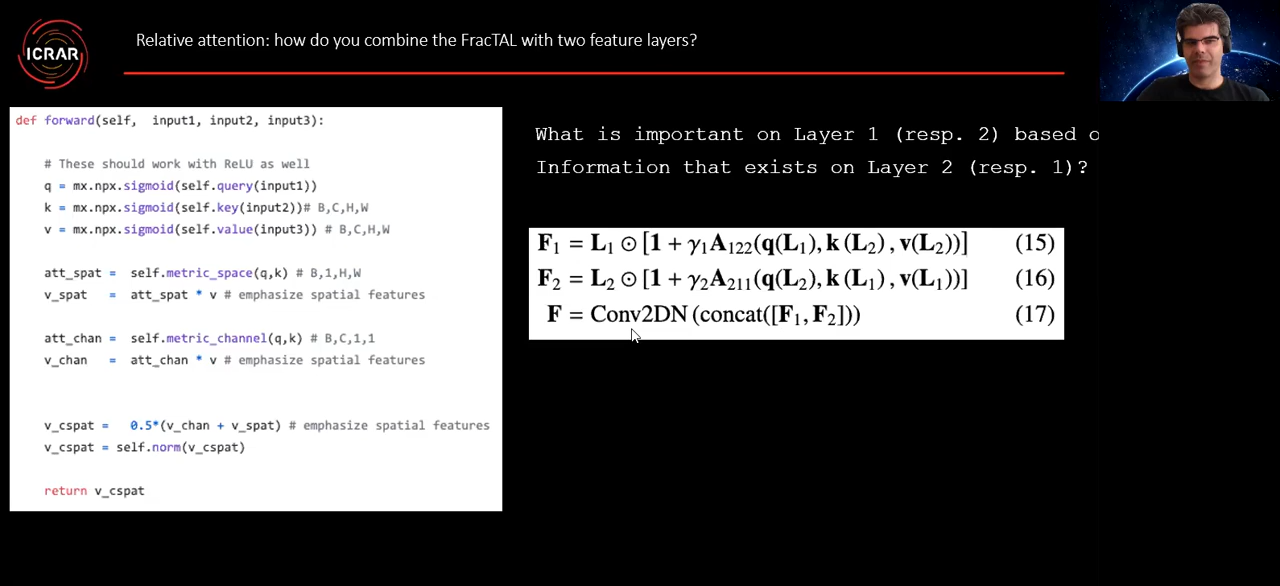 ICRAR
Relative attention: how do you combine the FracTAL with two feature layers?
def forward(self,  input1, input2, input3):
# These should work with ReLU as well
q = mx.npx.sigmoid(self.query(input1))
k = mx.npx.sigmoid(self.key(input2))# B,C,H,W
v = mx.npx.sigmoid(self.value(input3)) # B,C,H,W
att_spat =  self.metric_space(q,k) # B,1,H,W
v_spat   =  att_spat * v # emphasize spatial features
att_chan =  self.metric_channel(q,k) # B,C,1,1
v_chan   =  att_chan * v # emphasize spatial features
v_cspat =   0.5*(v_chan + v_spat) # emphasize spatial features
v_cspat = self.norm(v_cspat)
return v_cspat
What is important on Layer 1 (resp. 2) based
Information that exists on Layer 2 (resp. 1)?
F₁ = L₁ ⊙ [1 + γ₁A₁₂₂(q(L₁), k (L₂) , v(L₂))] (15)
F₂ = L₂ ⊙ [1 + γ₂A₂₁₁(q(L₂), k (L₁) , v(L₁))] (16)
F = Conv2DN (concat([F₁, F₂])) (17)